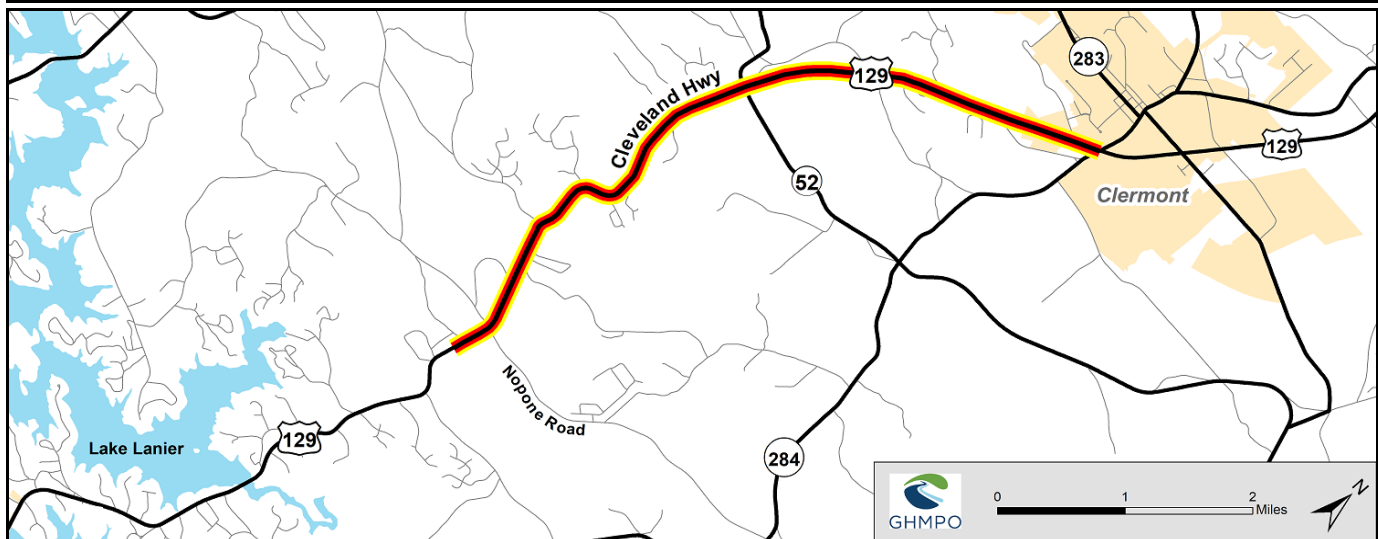 283
Cleveland Hwy
129
129
52
Clermont
Nopone Road
129
Lake Lanier
284
GHMPO
0 1 2
Miles
N